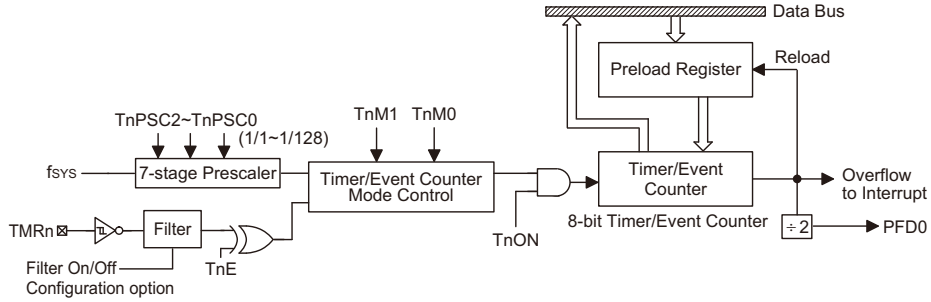 Data Bus
Preload Register
Reload
TnPSC2~TnPSC0
(1/1~1/128)
TnM1
TnM0
fSYS
7-stage Prescaler
Timer/Event Counter
Mode Control
Timer/Event
Counter
Overflow
to Interrupt
8-bit Timer/Event Counter
TMRn
Filter
TnE
TnON
÷2
PFD0
Filter On/Off
Configuration option